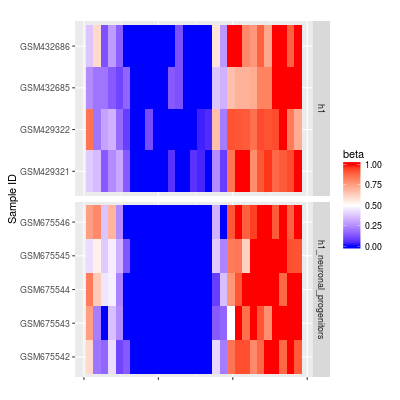 Sample ID
GSM432686
GSM432685
GSM429322
GSM429321
h1
GSM675546
GSM675545
GSM675544
GSM675543
GSM675542
h1_neuronal_progenitors
beta
1.00
0.75
0.50
0.25
0.00